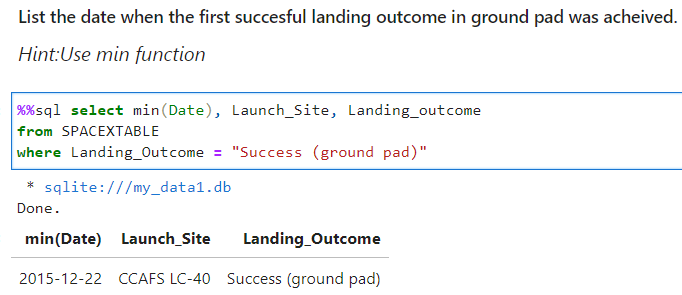 List the date when the first succesful landing outcome in ground pad was acheived.
Hint:Use min function
%%sql select min(Date), Launch_Site, Landing_outcome
from SPACEXTABLE
where Landing_Outcome = "Success (ground pad)"
* sqlite:///my_data1.db
Done.
min(Date) Launch_Site Landing_Outcome
2015-12-22 CCAFS LC-40 Success (ground pad)